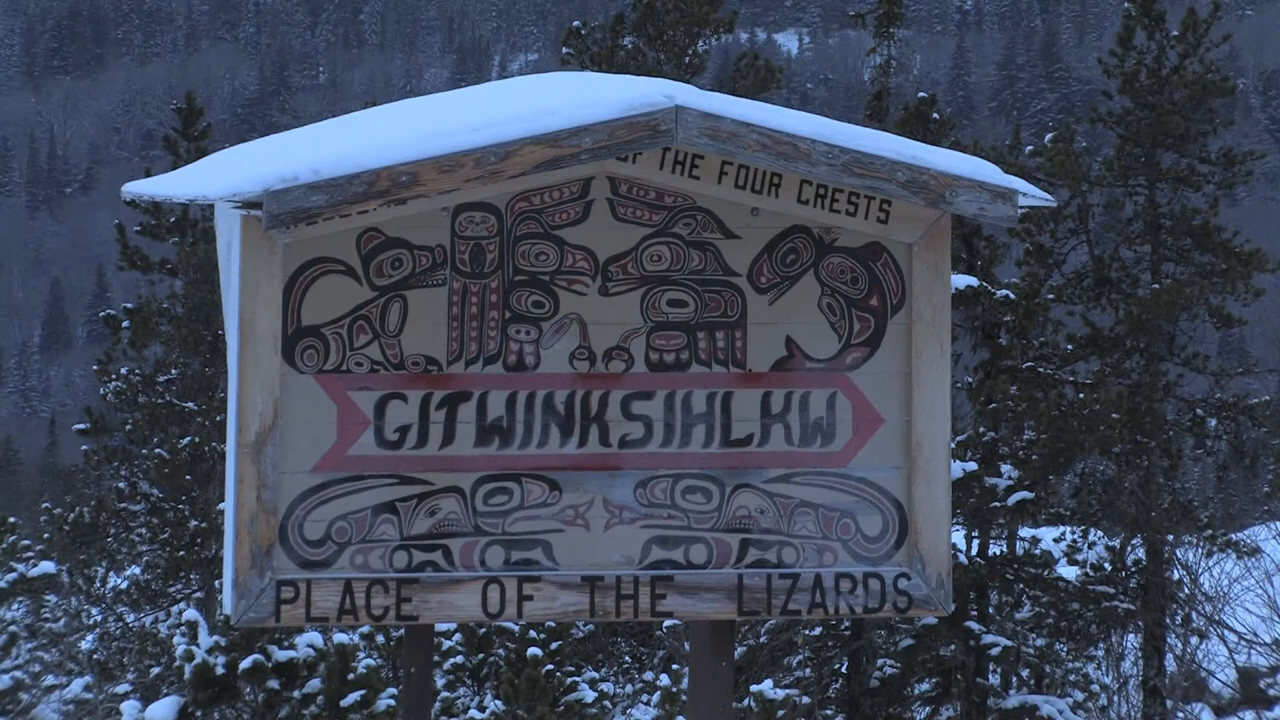 OF THE FOUR CRESTS
GITWINKSIHLKW
PLACE OF THE LIZARDS